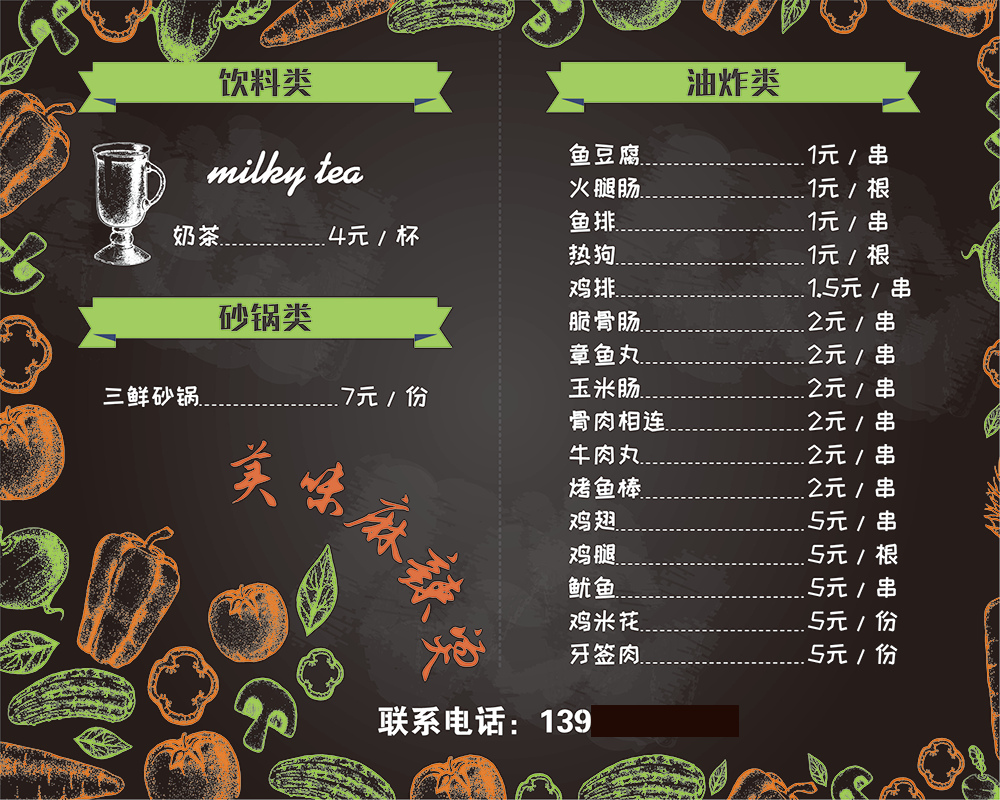 饮料类
milky tea
奶茶 4元 / 杯
砂锅类
三鲜砂锅 7元 / 份
美味麻辣烫
油炸类
鱼豆腐 1元 / 串
火腿肠 1元 / 根
鱼排 1元 / 串
热狗 1元 / 根
鸡排 1.5元 / 串
脆骨肠 2元 / 串
章鱼丸 2元 / 串
玉米肠 2元 / 串
骨肉相连 2元 / 串
牛肉丸 2元 / 串
烤鱼棒 2元 / 串
鸡翅 5元 / 串
鸡腿 5元 / 根
鱿鱼 5元 / 串
鸡米花 5元 / 份
牙签肉 5元 / 份
联系电话：139